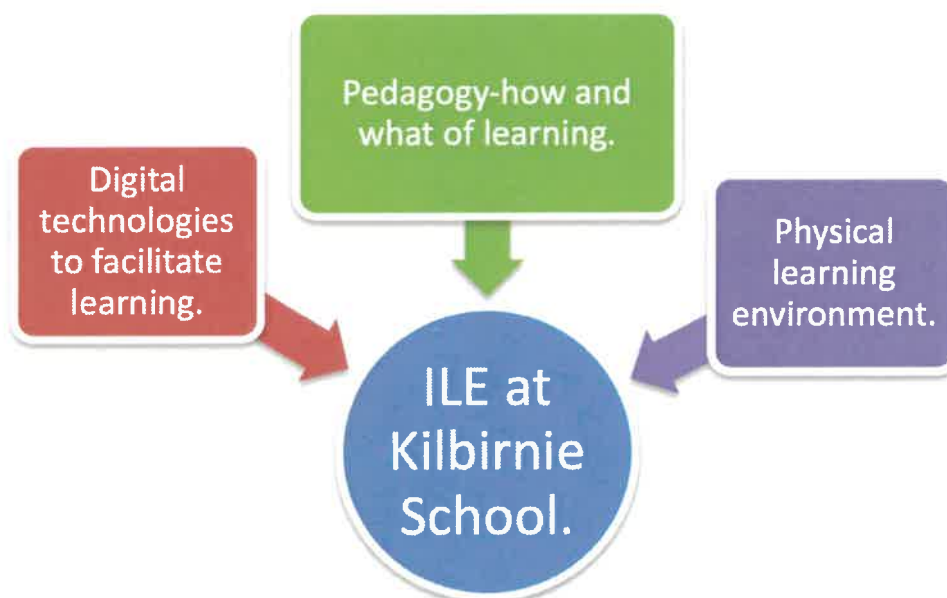 Pedagogy-how and
what of learning.
Digital
technologies
to facilitate
learning.
Physical
learning
environment.
ILE at
Kilbirnie
School.